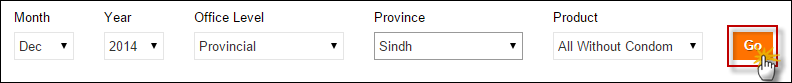 Month Year Office Level Province Product
Dec 2014 Provincial Sindh All Without Condom Go